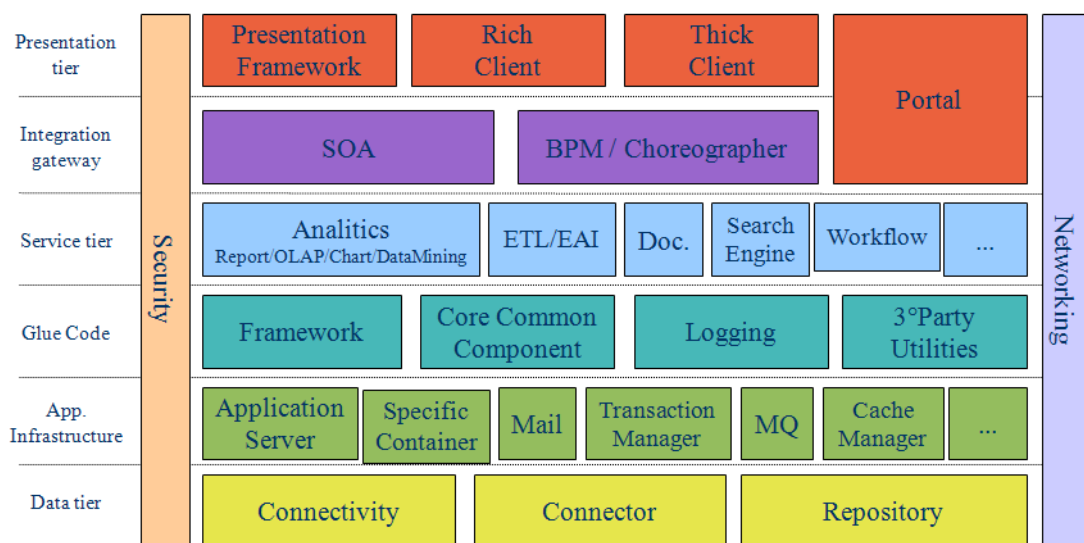 Presentation
tier
Presentation
Framework
Rich
Client
Thick
Client
Portal
Integration
gateway
SOA
BPM / Choreographer
Service tier
Analitics
Report/OLAP/Chart/DataMining
ETL/EAI
Doc.
Search
Engine
Workflow
...
Security
Networking
Glue Code
Framework
Core Common
Component
Logging
3°Party
Utilities
App.
Infrastructure
Application
Server
Specific
Container
Mail
Transaction
Manager
MQ
Cache
Manager
...
Data tier
Connectivity
Connector
Repository